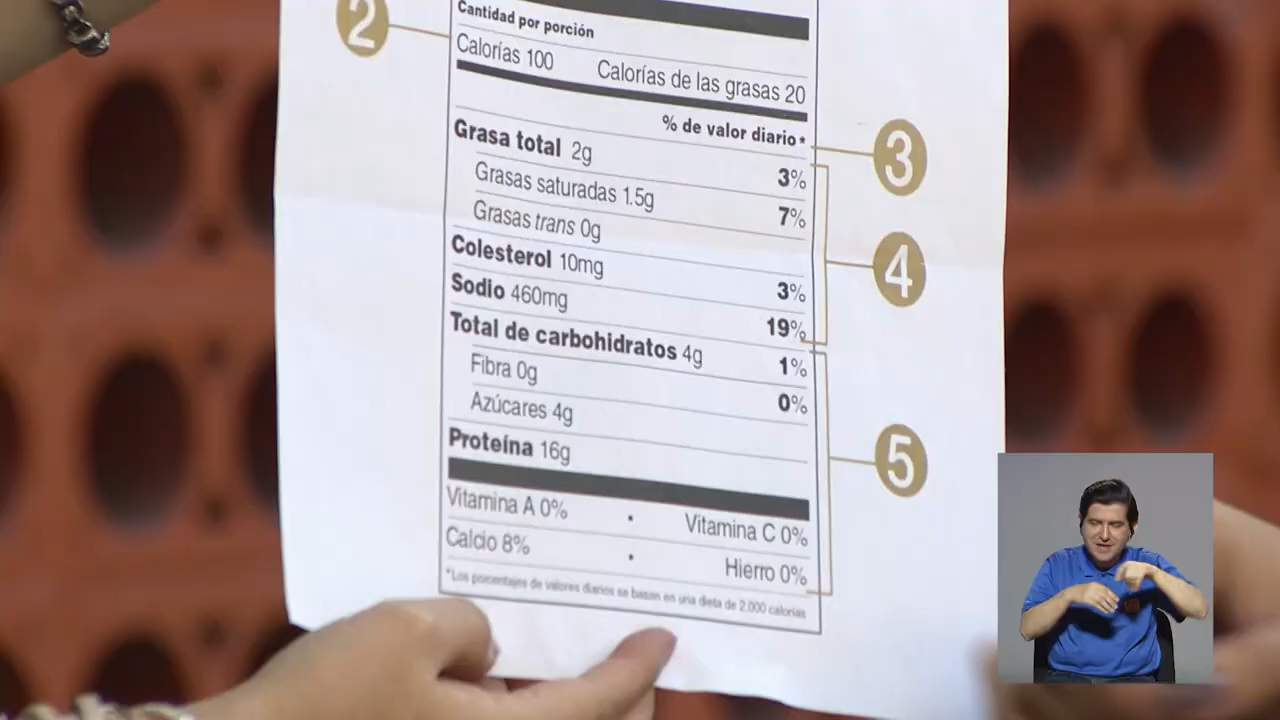 2
Cantidad por porción
Calorías 100 Calorías de las grasas 20
% de valor diario*
3
Grasa total 2g 3%
Grasas saturadas 1.5g 7%
Grasas trans 0g
4
Colesterol 10mg 3%
Sodio 460mg 19%
Total de carbohidratos 4g 1%
Fibra 0g 0%
Azúcares 4g
5
Proteína 16g
Vitamina A 0% • Vitamina C 0%
Calcio 8% • Hierro 0%
*Los porcentajes de valores diarios se basan en una dieta de 2.000 calorías